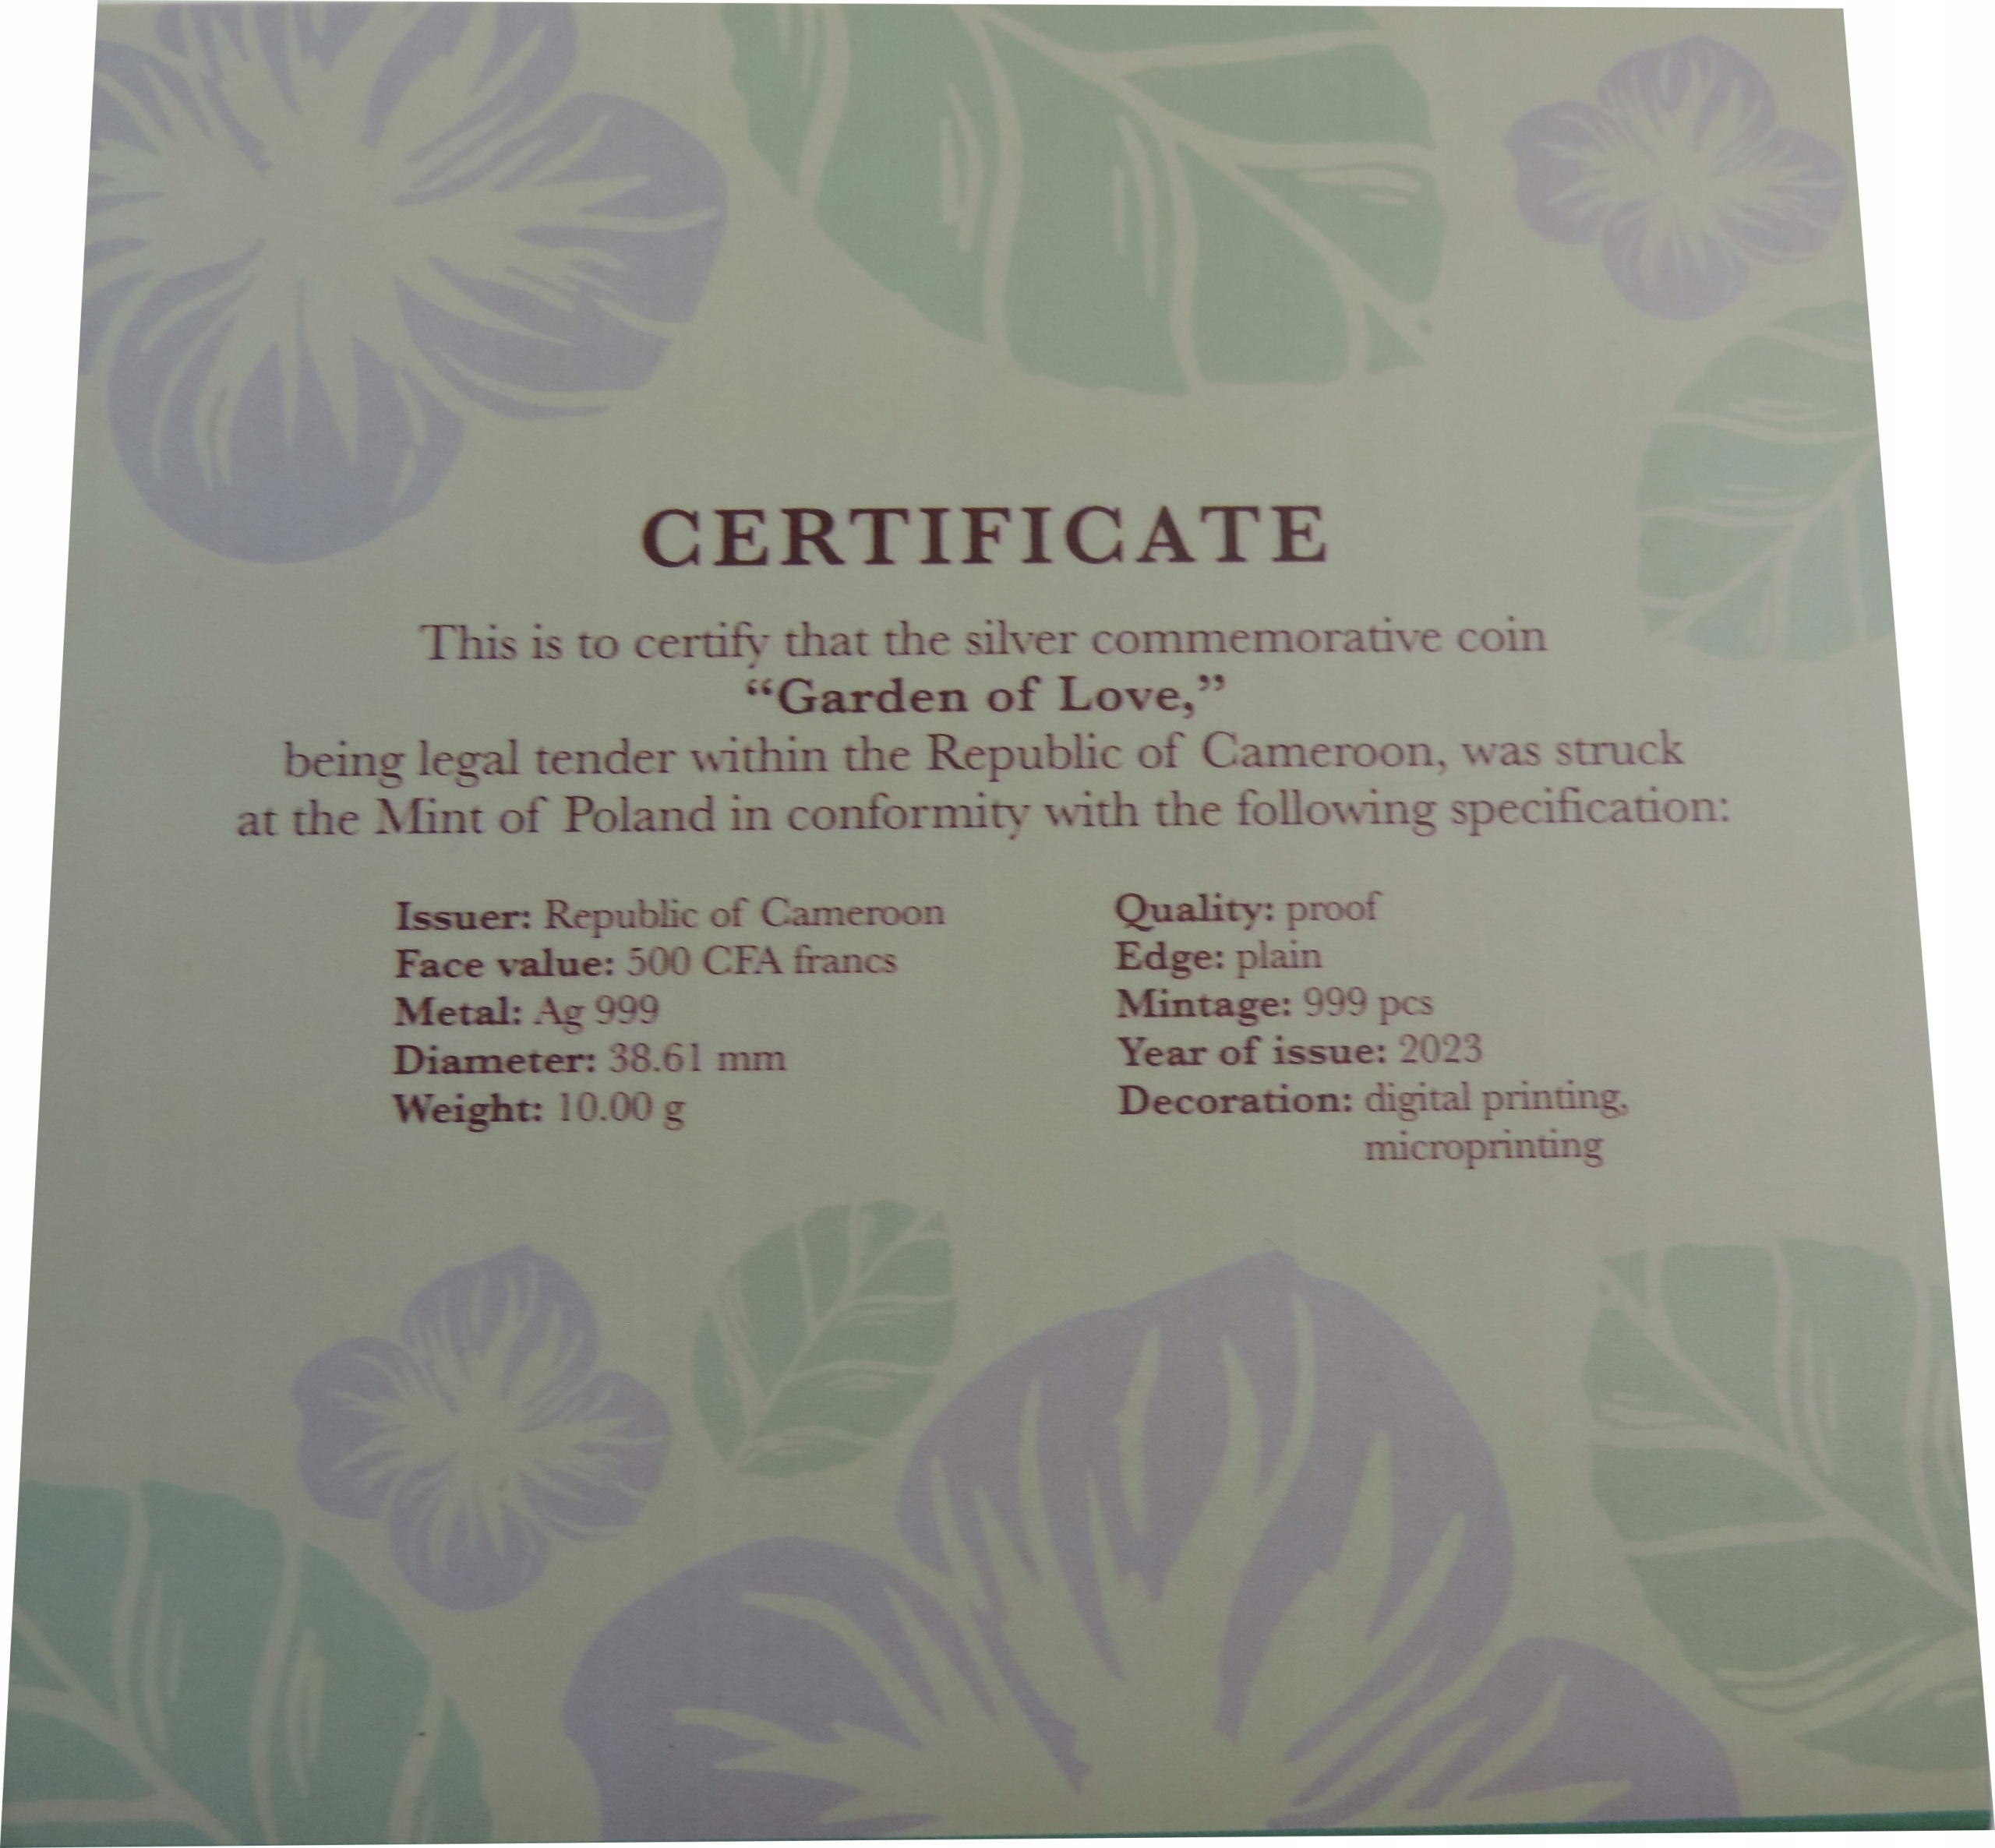 CERTIFICATE
This is to certify that the silver commemorative coin
“Garden of Love,”
being legal tender within the Republic of Cameroon, was struck
at the Mint of Poland in conformity with the following specification:
Issuer: Republic of Cameroon
Face value: 500 CFA francs
Metal: Ag 999
Diameter: 38.61 mm
Weight: 10.00 g
Quality: proof
Edge: plain
Mintage: 999 pcs
Year of issue: 2023
Decoration: digital printing,
microprinting